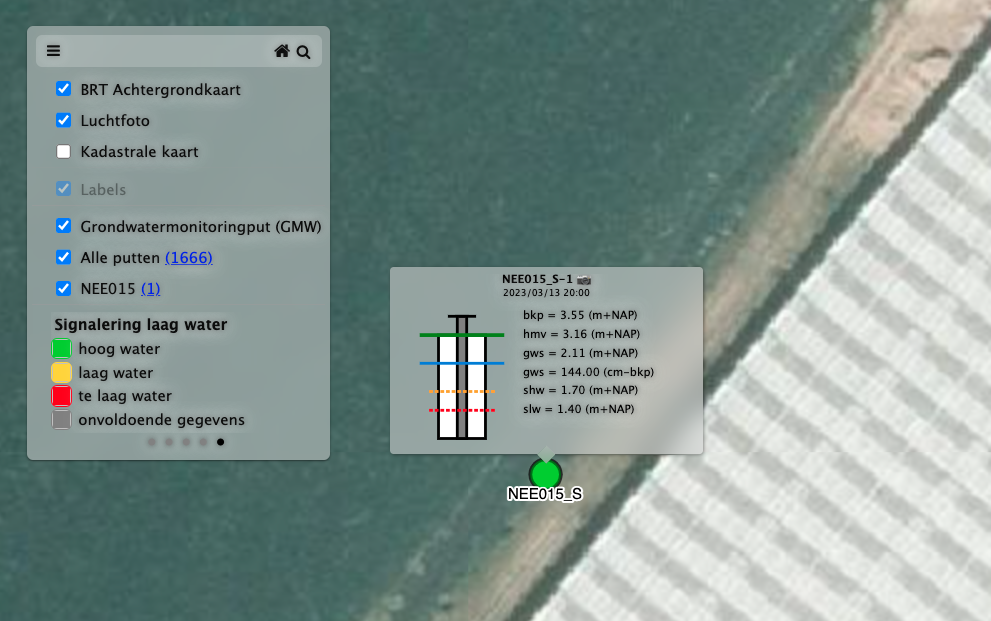 BRT Achtergrondkaart
Luchtfoto
Kadastrale kaart
Labels
Grondwatermonitoringput (GMW)
Alle putten (1666)
NEE015 (1)
Signalering laag water
hoog water
laag water
te laag water
onvoldoende gegevens
NEE015_S-1
2023/03/13 20:00
bkp = 3.55 (m+NAP)
hmv = 3.16 (m+NAP)
gws = 2.11 (m+NAP)
gws = 144.00 (cm-bkp)
shw = 1.70 (m+NAP)
slw = 1.40 (m+NAP)
NEE015_S